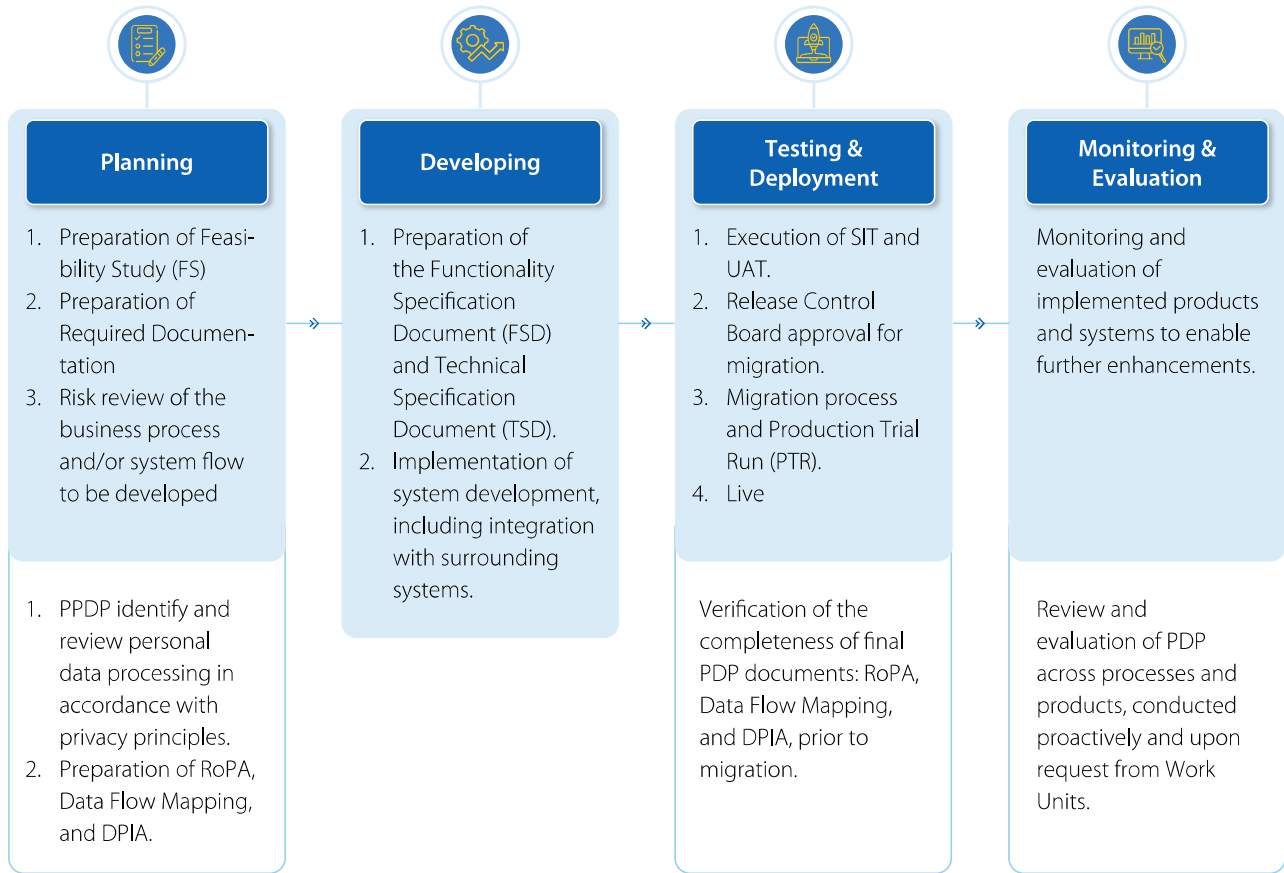 Planning
1. Preparation of Feasi-
bility Study (FS)
2. Preparation of
Required Documen-
tation
3. Risk review of the
business process
and/or system flow
to be developed
1. PPDP identify and
review personal
data processing in
accordance with
privacy principles.
2. Preparation of RoPA,
Data Flow Mapping,
and DPIA.
Developing
1. Preparation of
the Functionality
Specification
Document (FSD)
and Technical
Specification
Document (TSD).
2. Implementation of
system development,
including integration
with surrounding
systems.
Testing &
Deployment
1. Execution of SIT and
UAT.
2. Release Control
Board approval for
migration.
3. Migration process
and Production Trial
Run (PTR).
4. Live
Verification of the
completeness of final
PDP documents: RoPA,
Data Flow Mapping,
and DPIA, prior to
migration.
Monitoring &
Evaluation
Monitoring and
evaluation of
implemented products
and systems to enable
further enhancements.
Review and
evaluation of PDP
across processes and
products, conducted
proactively and upon
request from Work
Units.